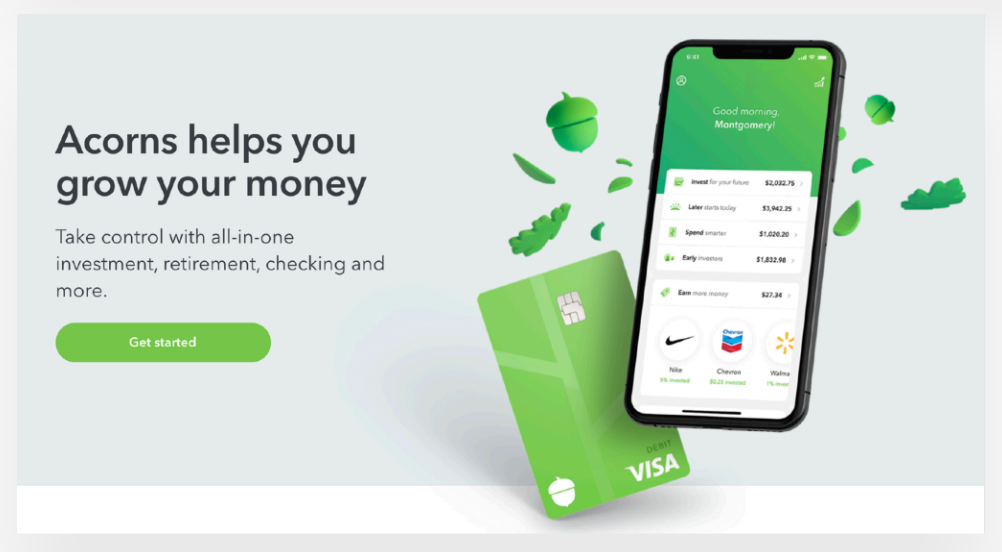 Acorns helps you
grow your money
Take control with all-in-one
investment, retirement, checking and
more.
Get started
9:41
Good morning,
Montgomery!
Invest for your future $2,032.75
Later starts today $3,942.25
Spend smarter $1,020.20
Early investors $1,832.98
Earn more money $27.34
Chevron
Nike Chevron Walma
5% invested $0.25 invested 1% inves
DEBIT
VISA